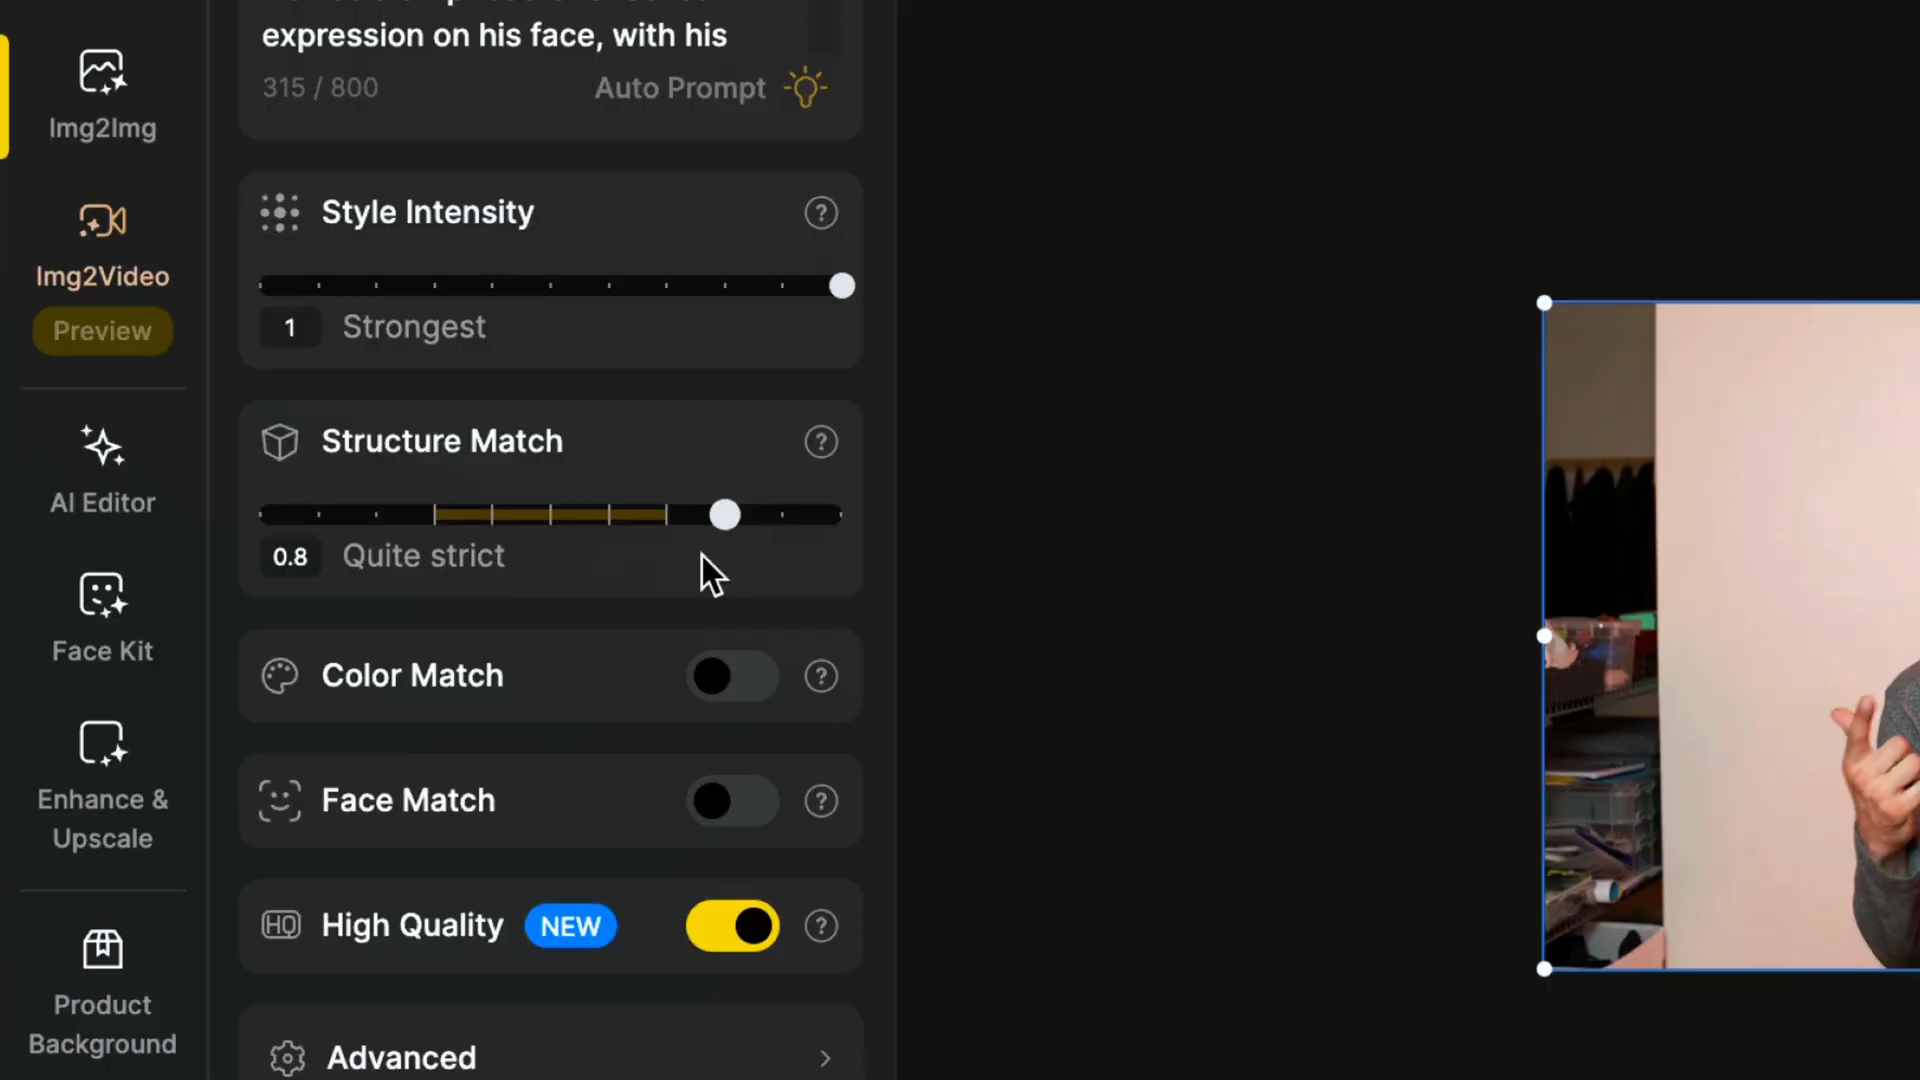 expression on his face, with his
315 / 800
Auto Prompt
Img2Img
Img2Video
Preview
AI Editor
Face Kit
Enhance &
Upscale
Product
Background
Style Intensity
?
1
Strongest
Structure Match
?
0.8
Quite strict
Color Match
?
Face Match
?
HQ
High Quality
NEW
?
Advanced